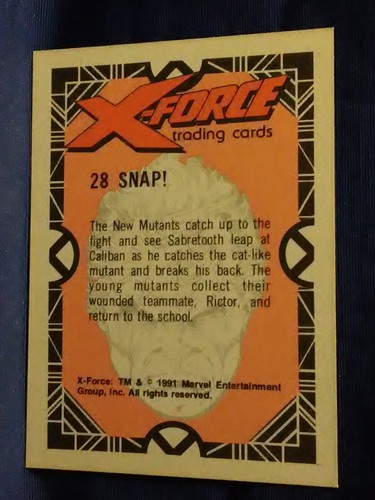 X-FORCE
trading cards
28 SNAP!
The New Mutants catch up to the
fight and see Sabretooth leap at
Caliban as he catches the cat-like
mutant and breaks his back. The
young mutants collect their
wounded teammate, Rictor, and
return to the school.
X-Force: TM & © 1991 Marvel Entertainment
Group, Inc. All rights reserved.